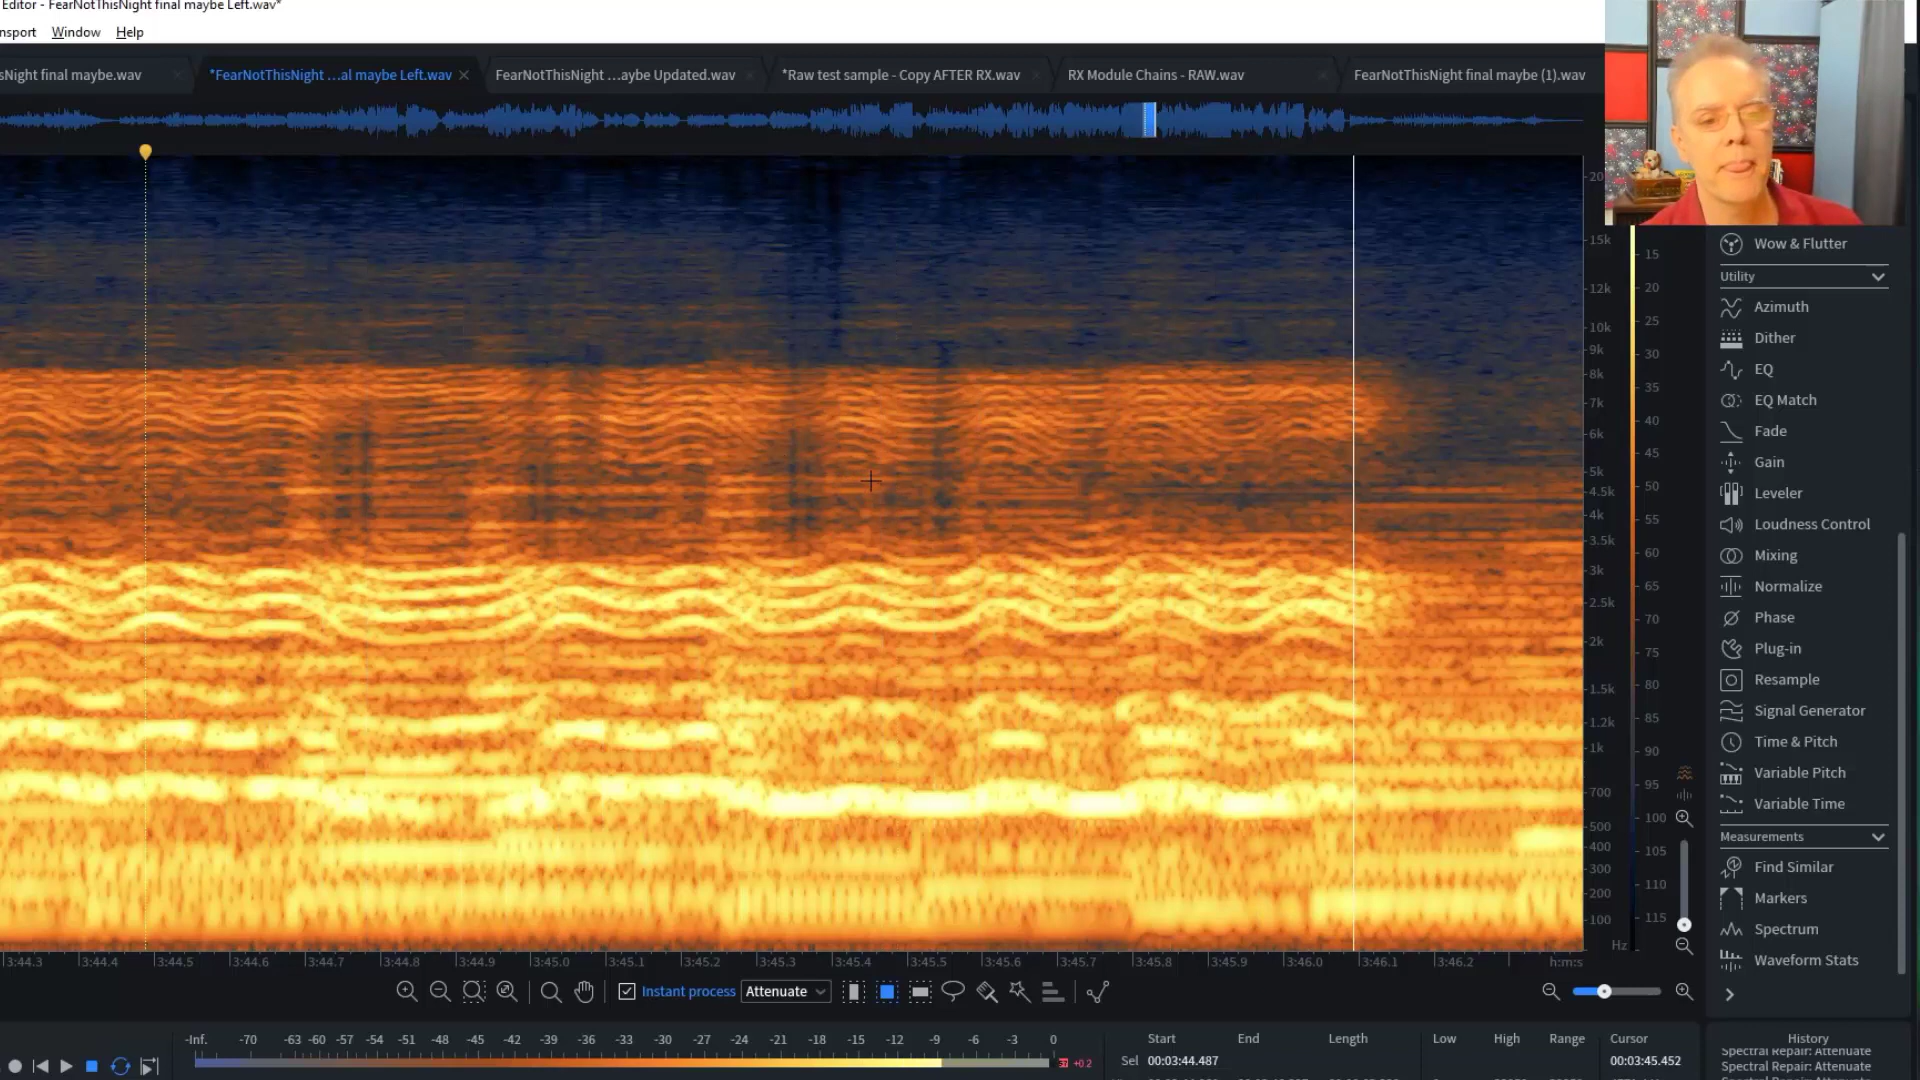 Editor - FearNotThisNight final maybe Left.wav*
nsport Window Help
sNight final maybe.wav *FearNotThisNight ...al maybe Left.wav FearNotThisNight ...aybe Updated.wav *Raw test sample - Copy AFTER RX.wav RX Module Chains - RAW.wav FearNotThisNight final maybe (1).wav
20
15k
12k
10k
9k
8k
7k
6k
5k
4.5k
4k
3.5k
3k
2.5k
2k
1.5k
1.2k
1k
700
500
400
300
200
100
Hz
15
20
25
30
35
40
45
50
55
60
65
70
75
80
85
90
95
100
105
110
115
Wow & Flutter
Utility
Azimuth
Dither
EQ
EQ Match
Fade
Gain
Leveler
Loudness Control
Mixing
Normalize
Phase
Plug-in
Resample
Signal Generator
Time & Pitch
Variable Pitch
Variable Time
Measurements
Find Similar
Markers
Spectrum
Waveform Stats
3:44.3 3:44.4 3:44.5 3:44.6 3:44.7 3:44.8 3:44.9 3:45.0 3:45.1 3:45.2 3:45.3 3:45.4 3:45.5 3:45.6 3:45.7 3:45.8 3:45.9 3:46.0 3:46.1 3:46.2 h:m:s
Instant process Attenuate
-Inf. -70 -63 -60 -57 -54 -51 -48 -45 -42 -39 -36 -33 -30 -27 -24 -21 -18 -15 -12 -9 -6 -3 0
+0.2
Start End Length Low High Range Cursor
Sel 00:03:44.487 00:03:45.452
History
Spectral Repair: Attenuate
Spectral Repair: Attenuate